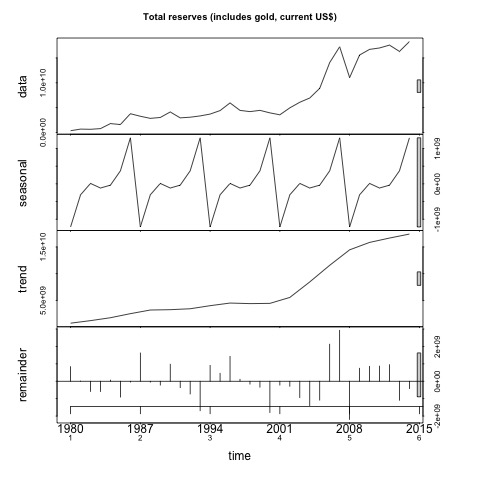 Total reserves (includes gold, current US$)
data
0.0e+00 1.0e+10
seasonal
-1e+09 0e+00 1e+09
trend
5.0e+09 1.5e+10
remainder
-2e+09 0e+00 2e+09
1980 1987 1994 2001 2008 2015
1 2 3 4 5 6
time